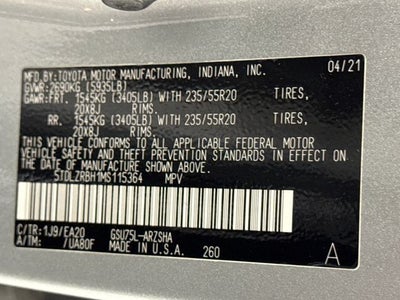 MFD.BY:TOYOTA MOTOR MANUFACTURING, INDIANA, INC. 04/21
GVWR:2690KG (5935LB)
GAWR:FRT. 1545KG (3405LB) WITH 235/55R20 TIRES,
20X8J RIMS
RR. 1545KG (3405LB) WITH 235/55R20 TIRES,
20X8J RIMS
THIS VEHICLE CONFORMS TO ALL APPLICABLE FEDERAL MOTOR
VEHICLE SAFETY AND THEFT PREVENTION STANDARDS IN
EFFECT ON THE DATE OF MANUFACTURE SHOWN ABOVE.
5TDLZRBH1MS115364 MPV
C/TR:1J9/EA20 GSU75L-ARZSHA
A/TM: /UA80F MADE IN U.S.A. 260 A